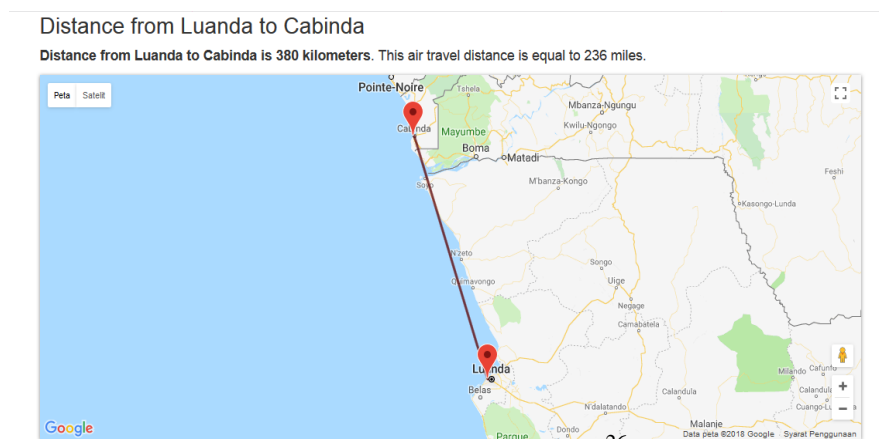 Distance from Luanda to Cabinda
Distance from Luanda to Cabinda is 380 kilometers. This air travel distance is equal to 236 miles.
Peta Satelit
Pointe-Noire
Tshela
Mbanza-Ngungu
Cabinda
Mayumbe
Kwilu-Ngongo
Boma
Matadi
Feshi
Soyo
M'banza-Kongo
Kasongo-Lunda
N'zeto
Songo
Quimavongo
Uige
Negage
Camabatela
Luanda
Milando
Cafunfo
Belas
Calandula
N'dalatando
Malanje
Dondo
Parque
Google
Data peta ©2018 Google
Syarat Penggunaan